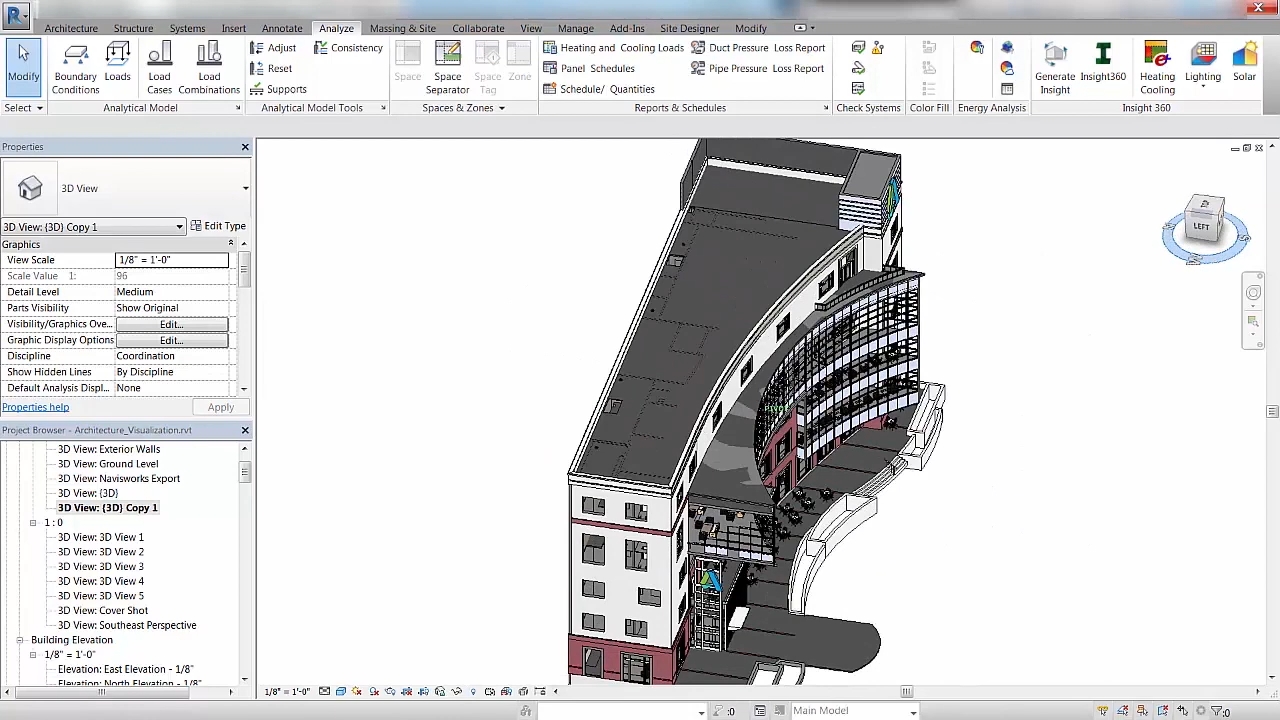 Architecture Structure Systems Insert Annotate Analyze Massing & Site Collaborate View Manage Add-Ins Site Designer Modify
Modify
Boundary Conditions
Loads
Load Cases
Load Combinations
Adjust
Reset
Supports
Consistency
Space
Space Separator
Space Tag
Zone
Heating and Cooling Loads
Panel Schedules
Schedule/ Quantities
Duct Pressure Loss Report
Pipe Pressure Loss Report
Generate Insight
Insight360
Heating Cooling
Lighting
Solar
Select Analytical Model Analytical Model Tools Spaces & Zones Reports & Schedules Check Systems Color Fill Energy Analysis Insight 360
Properties
3D View
3D View: {3D} Copy 1 Edit Type
Graphics
View Scale 1/8" = 1'-0"
Scale Value 1: 96
Detail Level Medium
Parts Visibility Show Original
Visibility/Graphics Ove... Edit...
Graphic Display Options Edit...
Discipline Coordination
Show Hidden Lines By Discipline
Default Analysis Displ... None
Properties help Apply
Project Browser - Architecture_Visualization.rvt
3D View: Exterior Walls
3D View: Ground Level
3D View: Navisworks Export
3D View: {3D}
3D View: {3D} Copy 1
1 : 0
3D View: 3D View 1
3D View: 3D View 2
3D View: 3D View 3
3D View: 3D View 4
3D View: 3D View 5
3D View: Cover Shot
3D View: Southeast Perspective
Building Elevation
1/8" = 1'-0"
Elevation: East Elevation - 1/8"
Elevation: North Elevation - 1/8"
LEFT
1/8" = 1'-0"
:0 Main Model :0